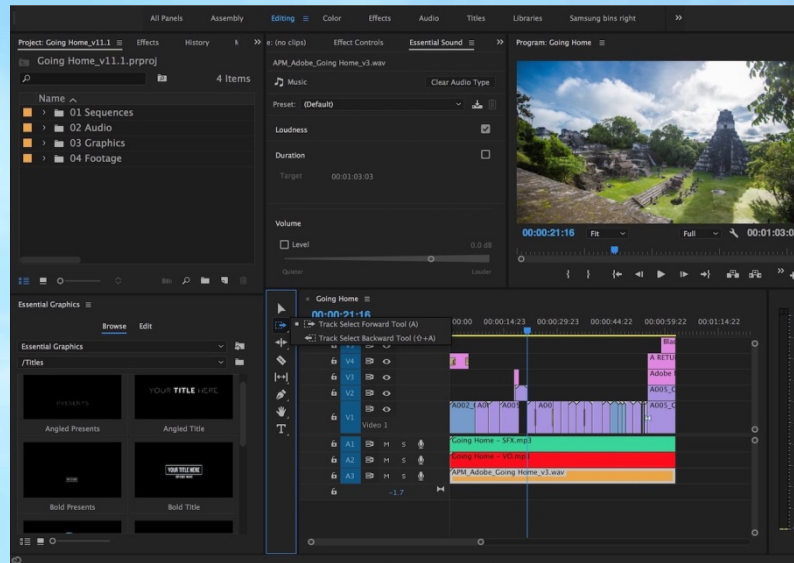 All Panels Assembly Editing Color Effects Audio Titles Libraries Samsung bins right
Project: Going Home_v11.1 Effects History
Going Home_v11.1.prproj
4 Items
Name
01 Sequences
02 Audio
03 Graphics
04 Footage
e: (no clips) Effect Controls Essential Sound
APM_Adobe_Going Home_v3.wav
Music Clear Audio Type
Preset: (Default)
Loudness
Duration
Target 00:01:03:03
Volume
Level 0.0 dB
Quieter Louder
Program: Going Home
00:00:21:16 Fit Full 00:01:03:0
Essential Graphics
Browse Edit
Essential Graphics
/Titles
PRESENTS YOUR TITLE HERE
Angled Presents Angled Title
YOUR TITLE HERE
Bold Presents Bold Title
Going Home
00:00:21:16
00:00 00:00:14:23 00:00:29:23 00:00:44:22 00:00:59:22 00:01:14:22
Track Select Forward Tool (A)
Track Select Backward Tool (⇧+A)
V4 A RETU
V3 Adobe
V2 A005_C
V1 A002_ A00 A005_C
Video 1
A1 M S Going Home - SFX.mp3
A2 M S Going Home - VO.mp3
A3 M S APM_Adobe_Going Home_v3.wav
-1.7